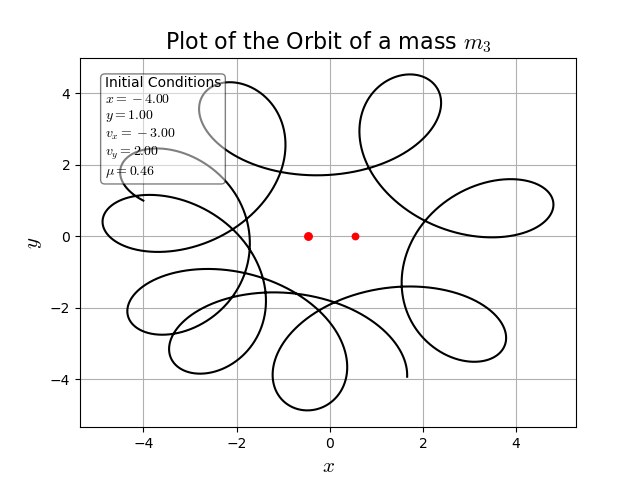 Plot of the Orbit of a mass m₃
Initial Conditions
x = −4.00
y = 1.00
vₓ = −3.00
v_y = 2.00
μ = 0.46
4
2
0
−2
−4
y
−4
−2
0
2
4
x